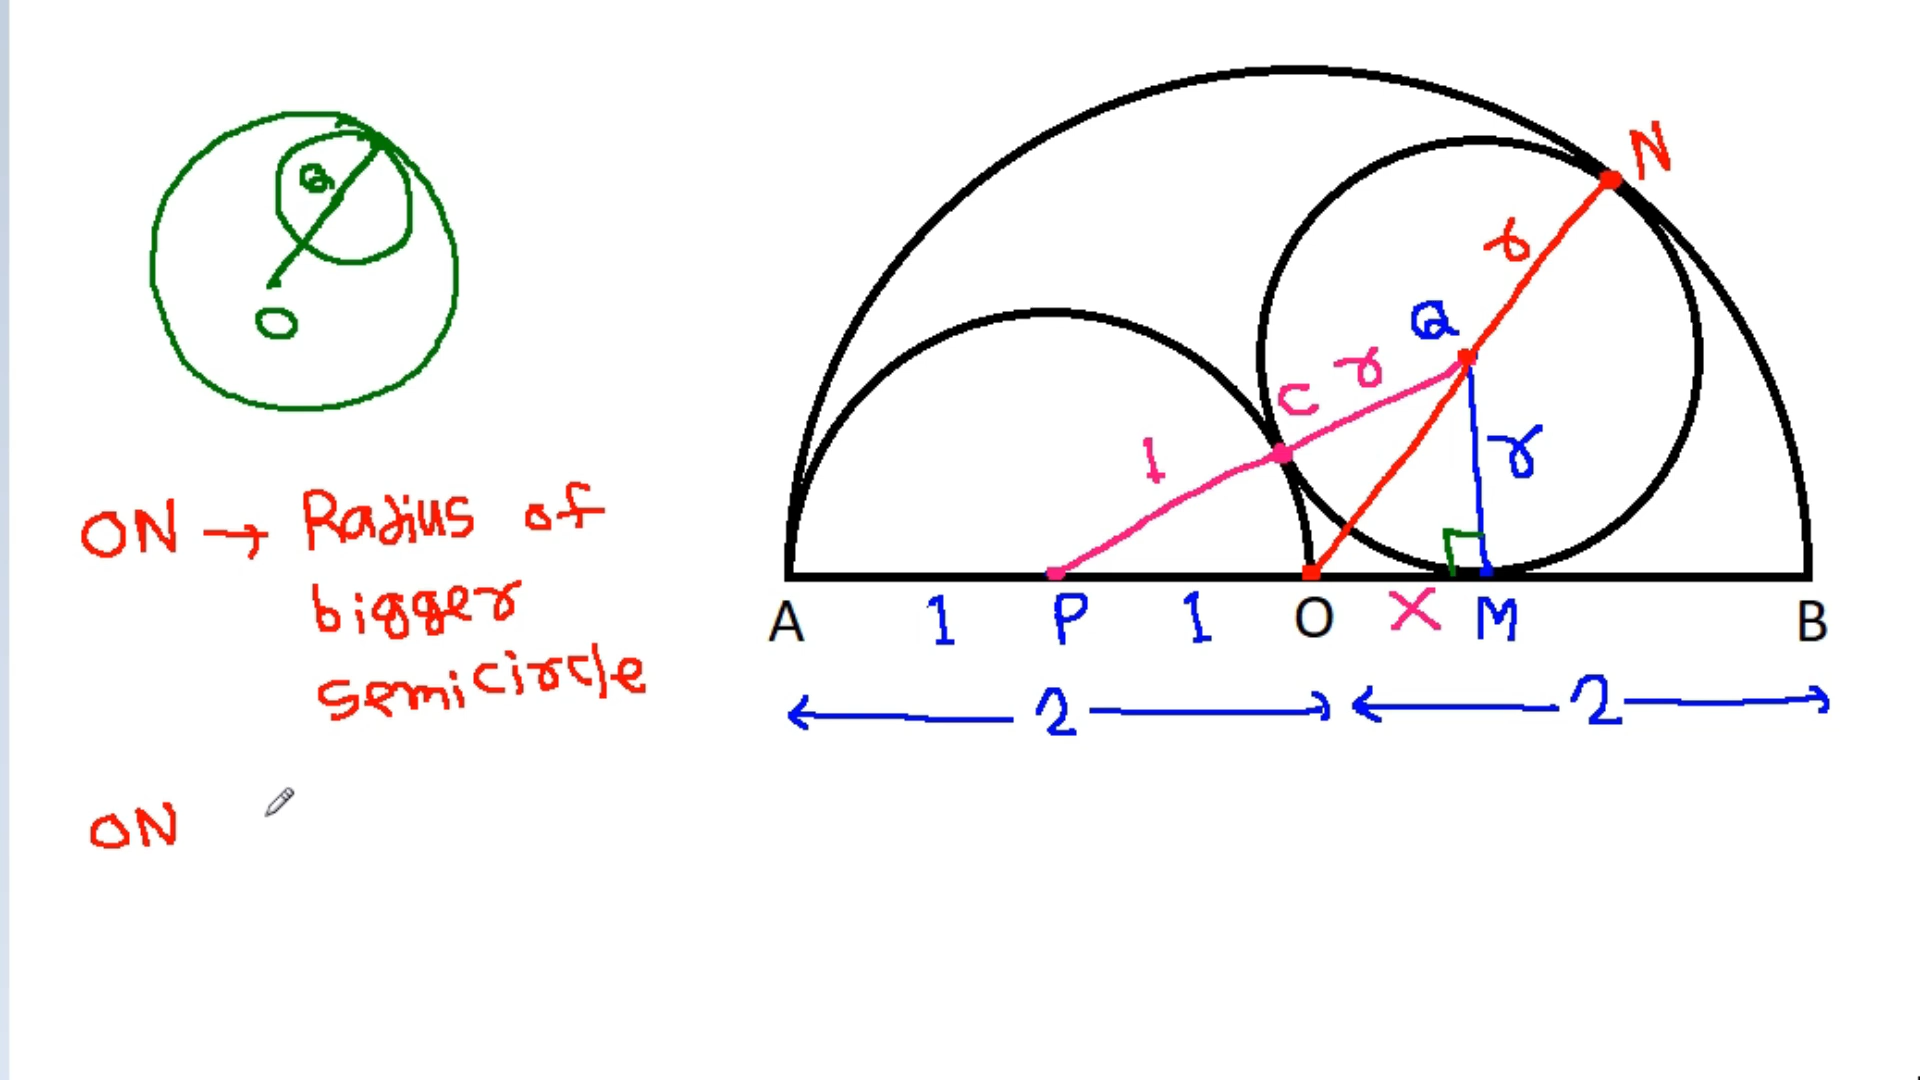 Q
O
ON → Radius of
bigger
semicircle
ON
N
r
Q
r
C
1
r
A 1 P 1 O X M B
2 2